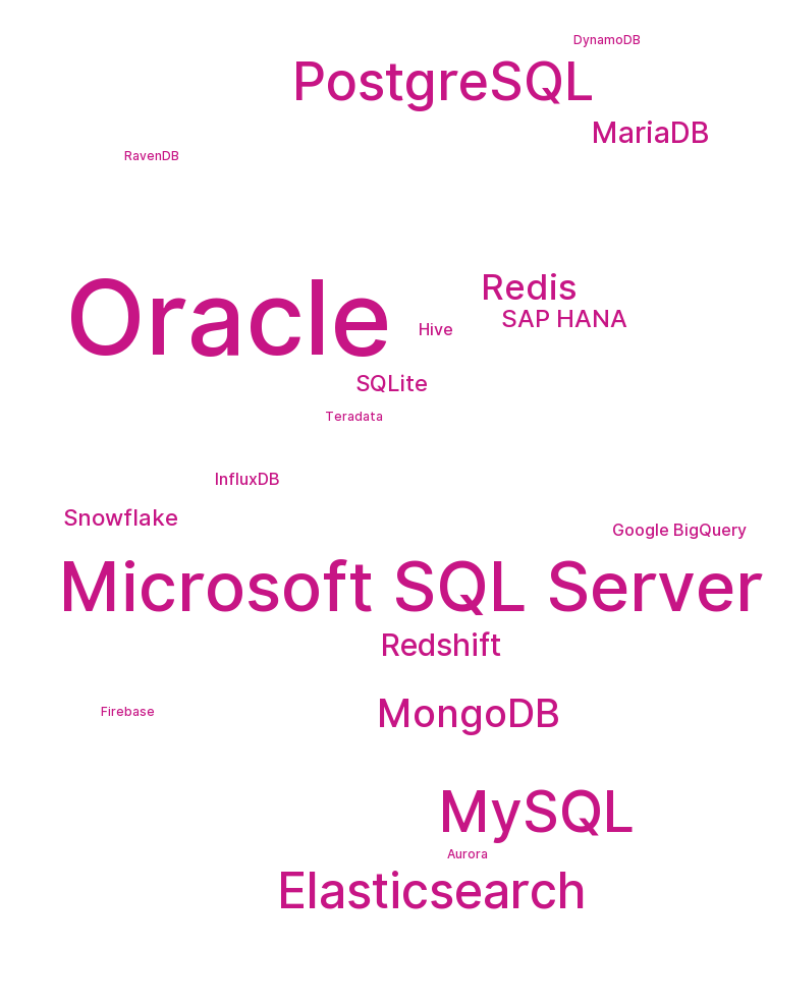 DynamoDB
PostgreSQL
MariaDB
RavenDB
Oracle
Redis
SAP HANA
Hive
SQLite
Teradata
InfluxDB
Snowflake
Google BigQuery
Microsoft SQL Server
Redshift
Firebase
MongoDB
MySQL
Aurora
Elasticsearch